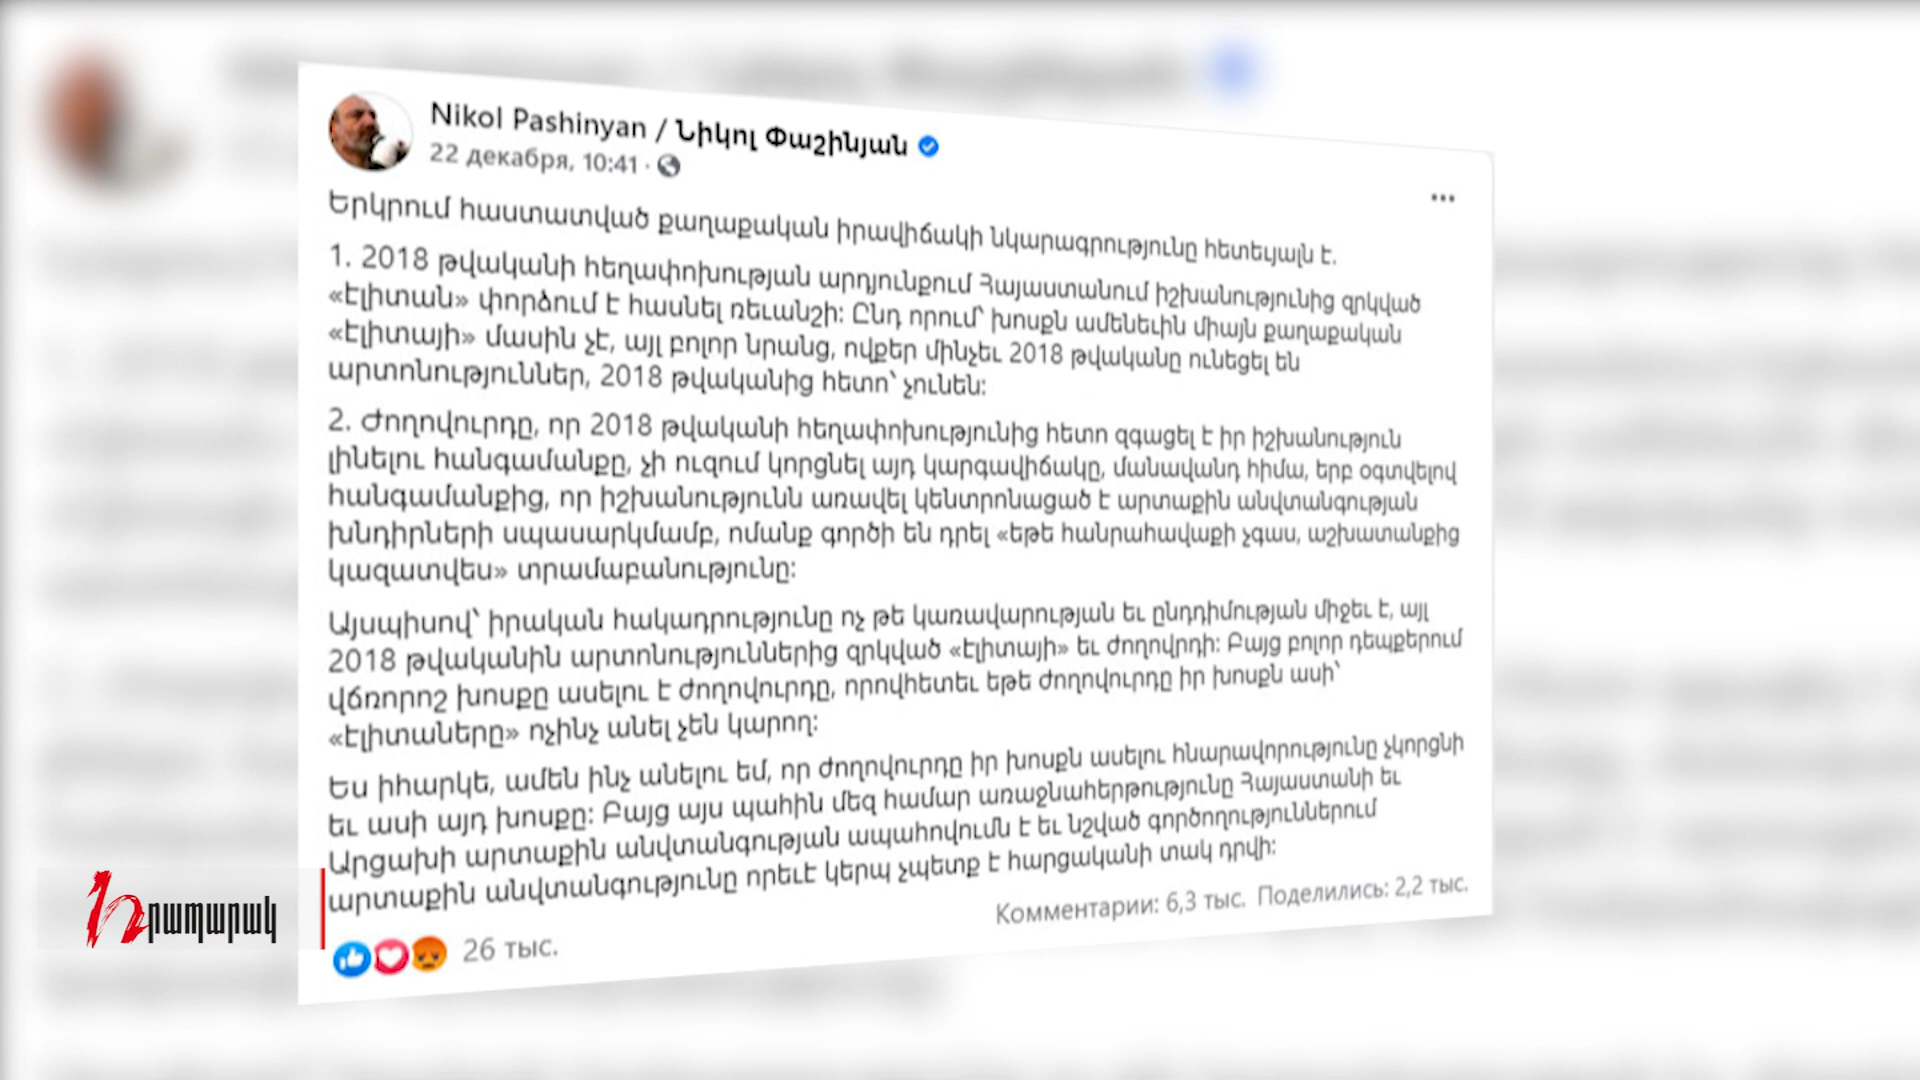 Nikol Pashinyan / Նիկոլ Փաշինյան
22 декабря, 10:41 ·
Երկրում հաստատված քաղաքական իրավիճակի նկարագրությունը հետեւյալն է.
1. 2018 թվականի հեղափոխության արդյունքում Հայաստանում իշխանությունից զրկված
«էլիտան» փորձում է հասնել ռեւանշի: Ընդ որում՝ խոսքն ամենեւին միայն քաղաքական
«էլիտայի» մասին չէ, այլ բոլոր նրանց, ովքեր մինչեւ 2018 թվականը ունեցել են
արտոնություններ, 2018 թվականից հետո՝ չունեն:
2. Ժողովուրդը, որ 2018 թվականի հեղափոխությունից հետո զգացել է իր իշխանություն
լինելու հանգամանքը, չի ուզում կորցնել այդ կարգավիճակը, մանավանդ հիմա, երբ օգտվելով
հանգամանքից, որ իշխանությունն առավել կենտրոնացած է արտաքին անվտանգության
խնդիրների սպասարկմամբ, ոմանք գործի են դրել «եթե հանրահավաքի չգաս, աշխատանքից
կազատվես» տրամաբանությունը:
Այսպիսով՝ իրական հակադրությունը ոչ թե կառավարության եւ ընդդիմության միջեւ է, այլ
2018 թվականին արտոնություններից զրկված «էլիտայի» եւ ժողովրդի: Բայց բոլոր դեպքերում
վճռորոշ խոսքը ասելու է ժողովուրդը, որովհետեւ եթե ժողովուրդը իր խոսքն ասի՝
«էլիտաները» ոչինչ անել չեն կարող:
Ես իհարկե, ամեն ինչ անելու եմ, որ ժողովուրդը իր խոսքն ասելու հնարավորությունը չկորցնի
եւ ասի այդ խոսքը: Բայց այս պահին մեզ համար առաջնահերթությունը Հայաստանի եւ
Արցախի արտաքին անվտանգության ապահովումն է եւ նշված գործողություններում
արտաքին անվտանգությունը որեւէ կերպ չպետք է հարցականի տակ դրվի:
Комментарии: 6,3 тыс. Поделились: 2,2 тыс.
26 тыс.
Հրապարակ